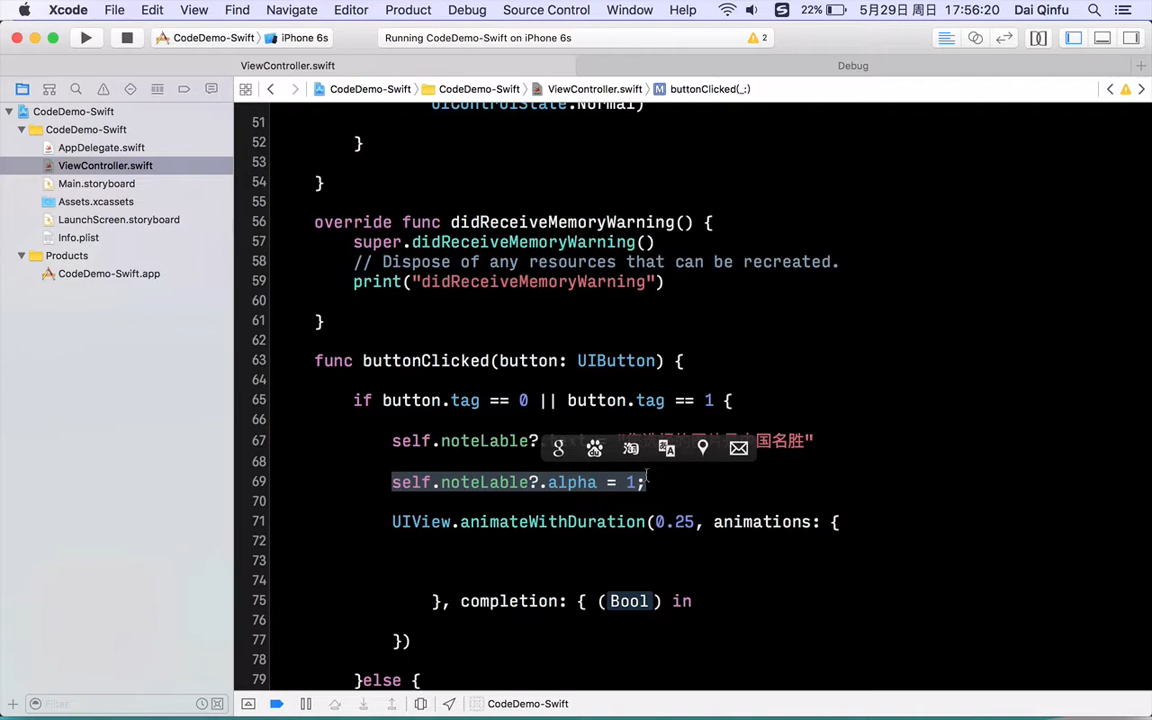 Xcode File Edit View Find Navigate Editor Product Debug Source Control Window Help 22% 5月29日 周日 17:56:20 Dai Qinfu
CodeDemo-Swift iPhone 6s Running CodeDemo-Swift on iPhone 6s 2
ViewController.swift Debug
CodeDemo-Swift CodeDemo-Swift ViewController.swift M buttonClicked(_:)
CodeDemo-Swift
CodeDemo-Swift
AppDelegate.swift
ViewController.swift
Main.storyboard
Assets.xcassets
LaunchScreen.storyboard
Info.plist
Products
CodeDemo-Swift.app
UIControlState.Normal)
51
52 }
53
54 }
55
56 override func didReceiveMemoryWarning() {
57 super.didReceiveMemoryWarning()
58 // Dispose of any resources that can be recreated.
59 print("didReceiveMemoryWarning")
60
61 }
62
63 func buttonClicked(button: UIButton) {
64
65 if button.tag == 0 || button.tag == 1 {
66
67 self.noteLable? 国名胜"
68
69 self.noteLable?.alpha = 1;
70
71 UIView.animateWithDuration(0.25, animations: {
72
73
74
75 }, completion: { (Bool) in
76
77 })
78
79 }else {
Filter CodeDemo-Swift